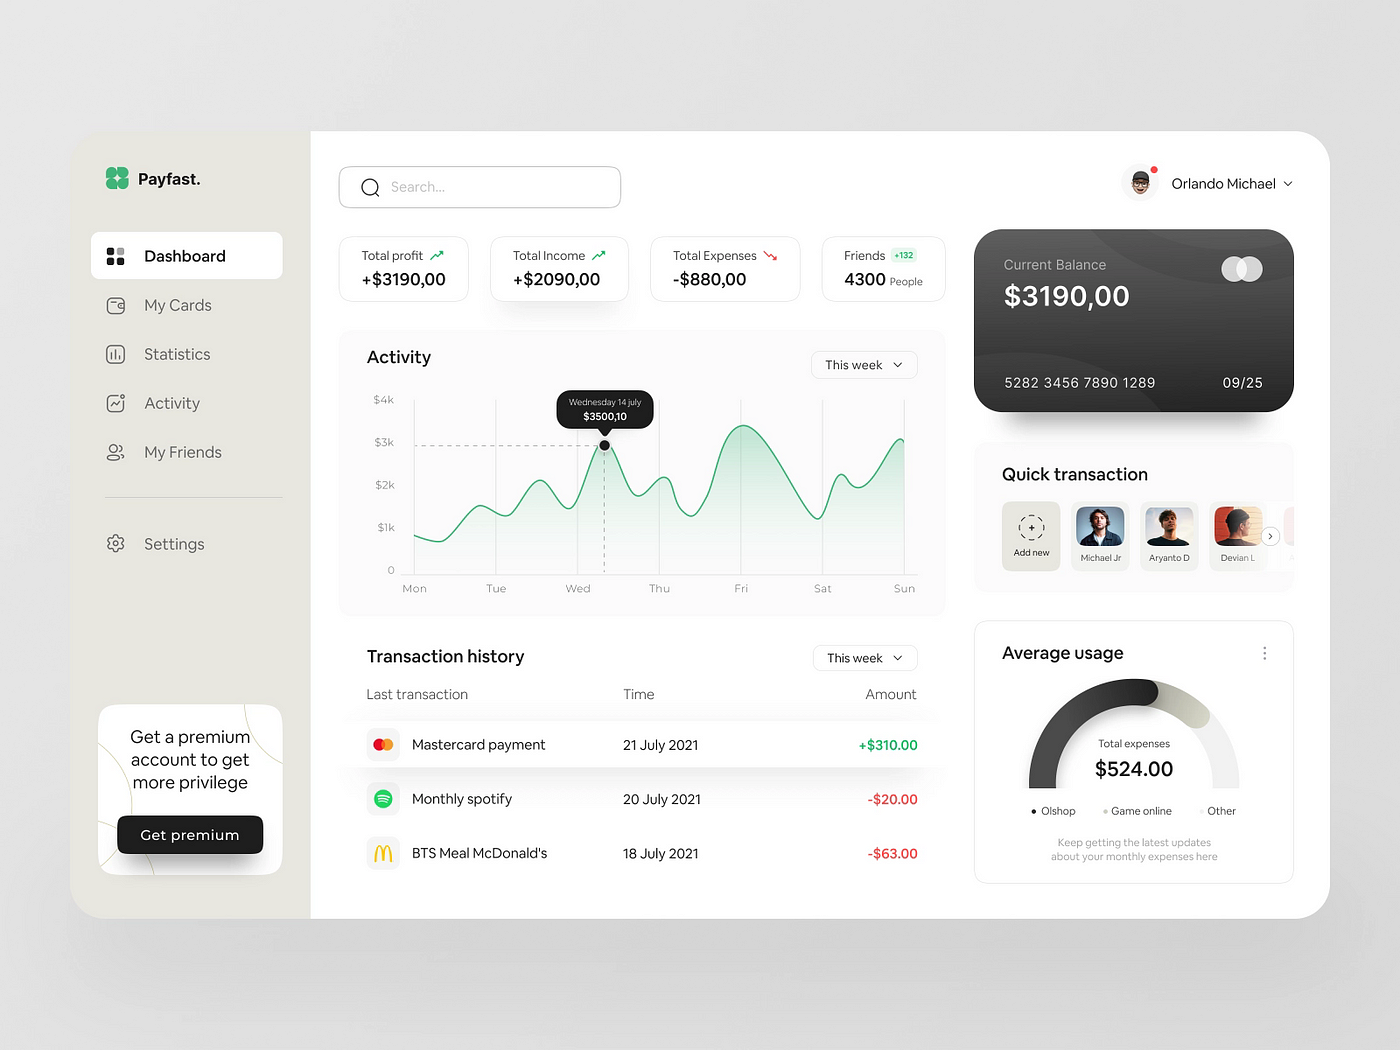 Payfast.
Dashboard
My Cards
Statistics
Activity
My Friends
Settings
Get a premium
account to get
more privilege
Get premium
Search...
Orlando Michael
Total profit
+$3190,00
Total Income
+$2090,00
Total Expenses
-$880,00
Friends +132
4300 People
Activity
This week
$4k
$3k
$2k
$1k
0
Wednesday 14 july
$3500,10
Mon Tue Wed Thu Fri Sat Sun
Transaction history
This week
Last transaction Time Amount
Mastercard payment 21 July 2021 +$310.00
Monthly spotify 20 July 2021 -$20.00
BTS Meal McDonald's 18 July 2021 -$63.00
Current Balance
$3190,00
5282 3456 7890 1289 09/25
Quick transaction
Add new Michael Jr Aryanto D Devian L
Average usage
Total expenses
$524.00
Olshop Game online Other
Keep getting the latest updates
about your monthly expenses here